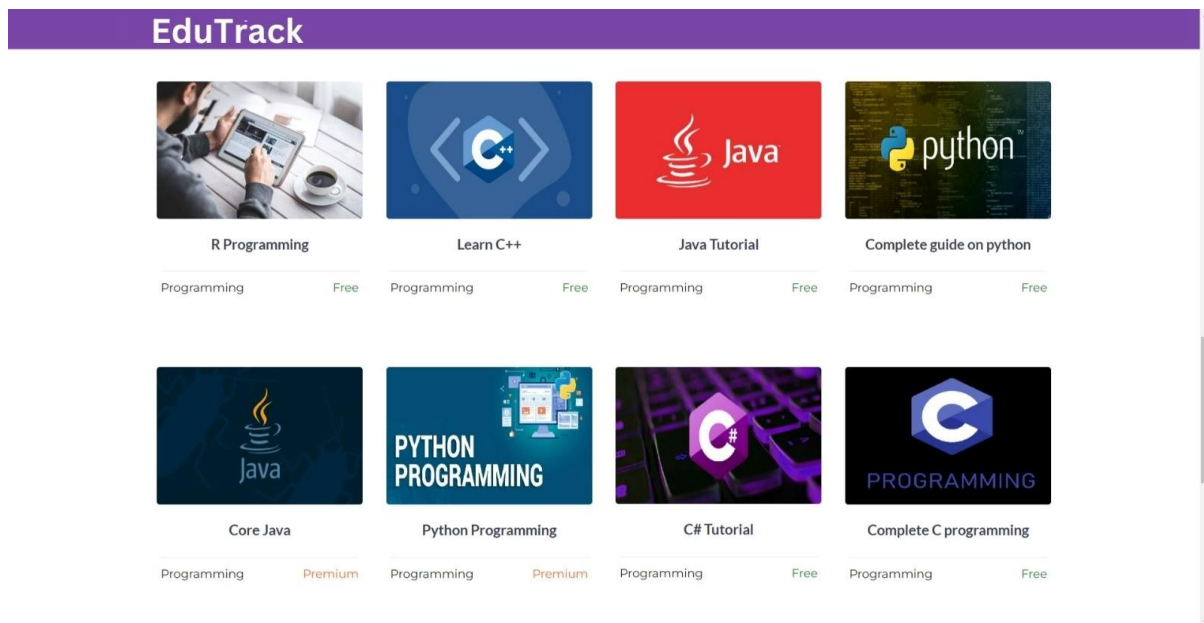 EduTrack
C++
Java
python™
R Programming
Learn C++
Java Tutorial
Complete guide on python
Programming Free
Programming Free
Programming Free
Programming Free
Java
PYTHON
PROGRAMMING
C#
C
PROGRAMMING
Core Java
Python Programming
C# Tutorial
Complete C programming
Programming Premium
Programming Premium
Programming Free
Programming Free